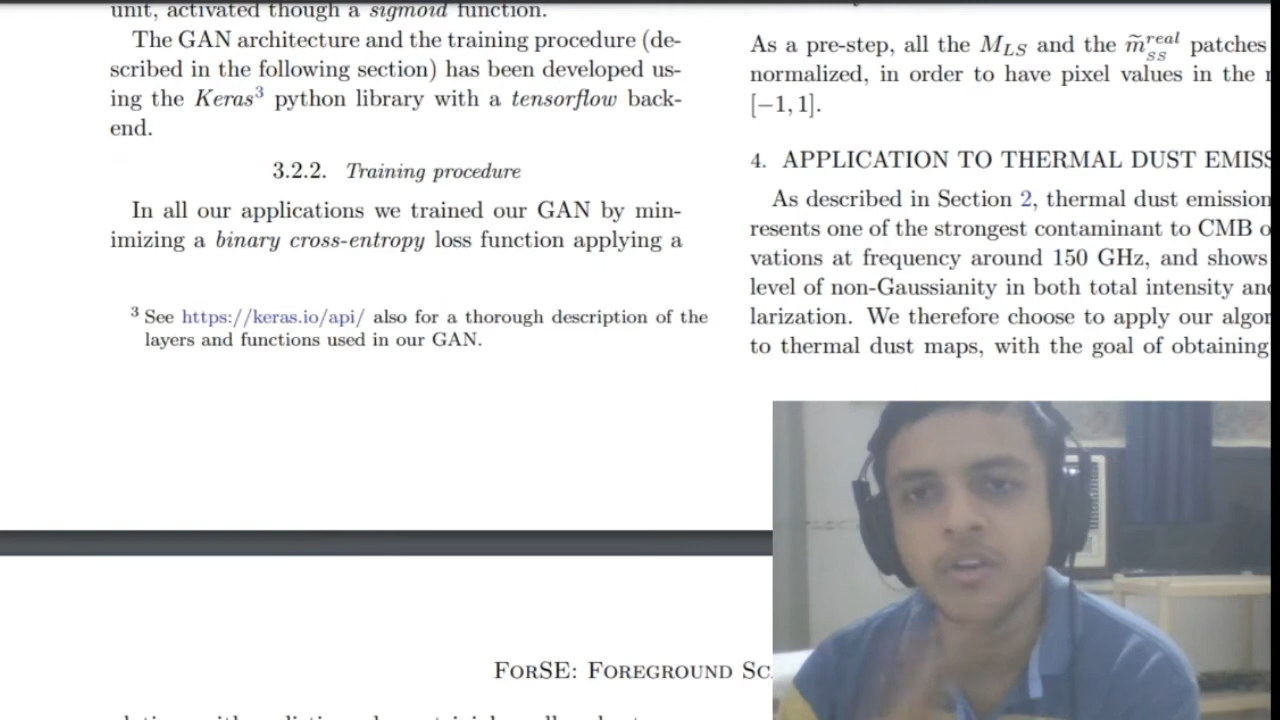 unit, activated though a sigmoid function.
The GAN architecture and the training procedure (de-
scribed in the following section) has been developed us-
ing the Keras3 python library with a tensorflow back-
end.
3.2.2. Training procedure
In all our applications we trained our GAN by min-
imizing a binary cross-entropy loss function applying a
3 See https://keras.io/api/ also for a thorough description of the
layers and functions used in our GAN.
As a pre-step, all the M_LS and the m̃_ss^real patches
normalized, in order to have pixel values in the
[−1, 1].
4. APPLICATION TO THERMAL DUST EMISS
As described in Section 2, thermal dust emission
resents one of the strongest contaminant to CMB o
vations at frequency around 150 GHz, and shows
level of non-Gaussianity in both total intensity and
larization. We therefore choose to apply our algor
to thermal dust maps, with the goal of obtaining
FORSE: FOREGROUND SC